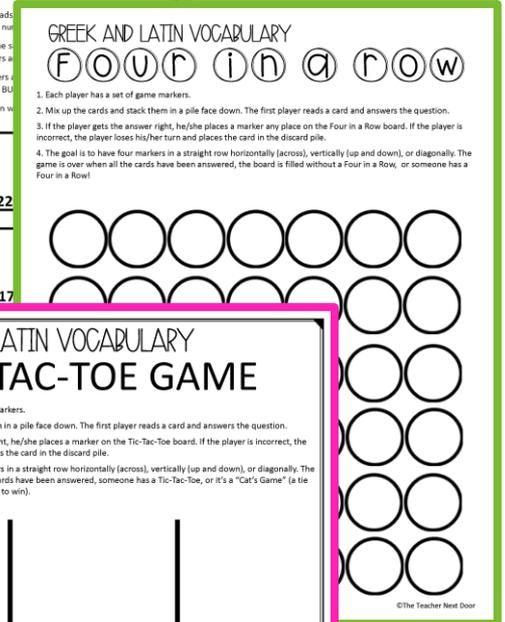 GREEK AND LATIN VOCABULARY
Four in a row
1. Each player has a set of game markers.
2. Mix up the cards and stack them in a pile face down. The first player reads a card and answers the question.
3. If the player gets the answer right, he/she places a marker any place on the Four in a Row board. If the player is
incorrect, the player loses his/her turn and places the card in the discard pile.
4. The goal is to have four markers in a straight row horizontally (across), vertically (up and down), or diagonally. The
game is over when all the cards have been answered, the board is filled without a Four in a Row, or someone has a
Four in a Row!
22
17
ATIN VOCABULARY
TAC-TOE GAME
arkers.
in a pile face down. The first player reads a card and answers the question.
ht, he/she places a marker on the Tic-Tac-Toe board. If the player is incorrect, the
s the card in the discard pile.
rs in a straight row horizontally (across), vertically (up and down), or diagonally. The
rds have been answered, someone has a Tic-Tac-Toe, or it's a "Cat's Game" (a tie
to win).
©The Teacher Next Door